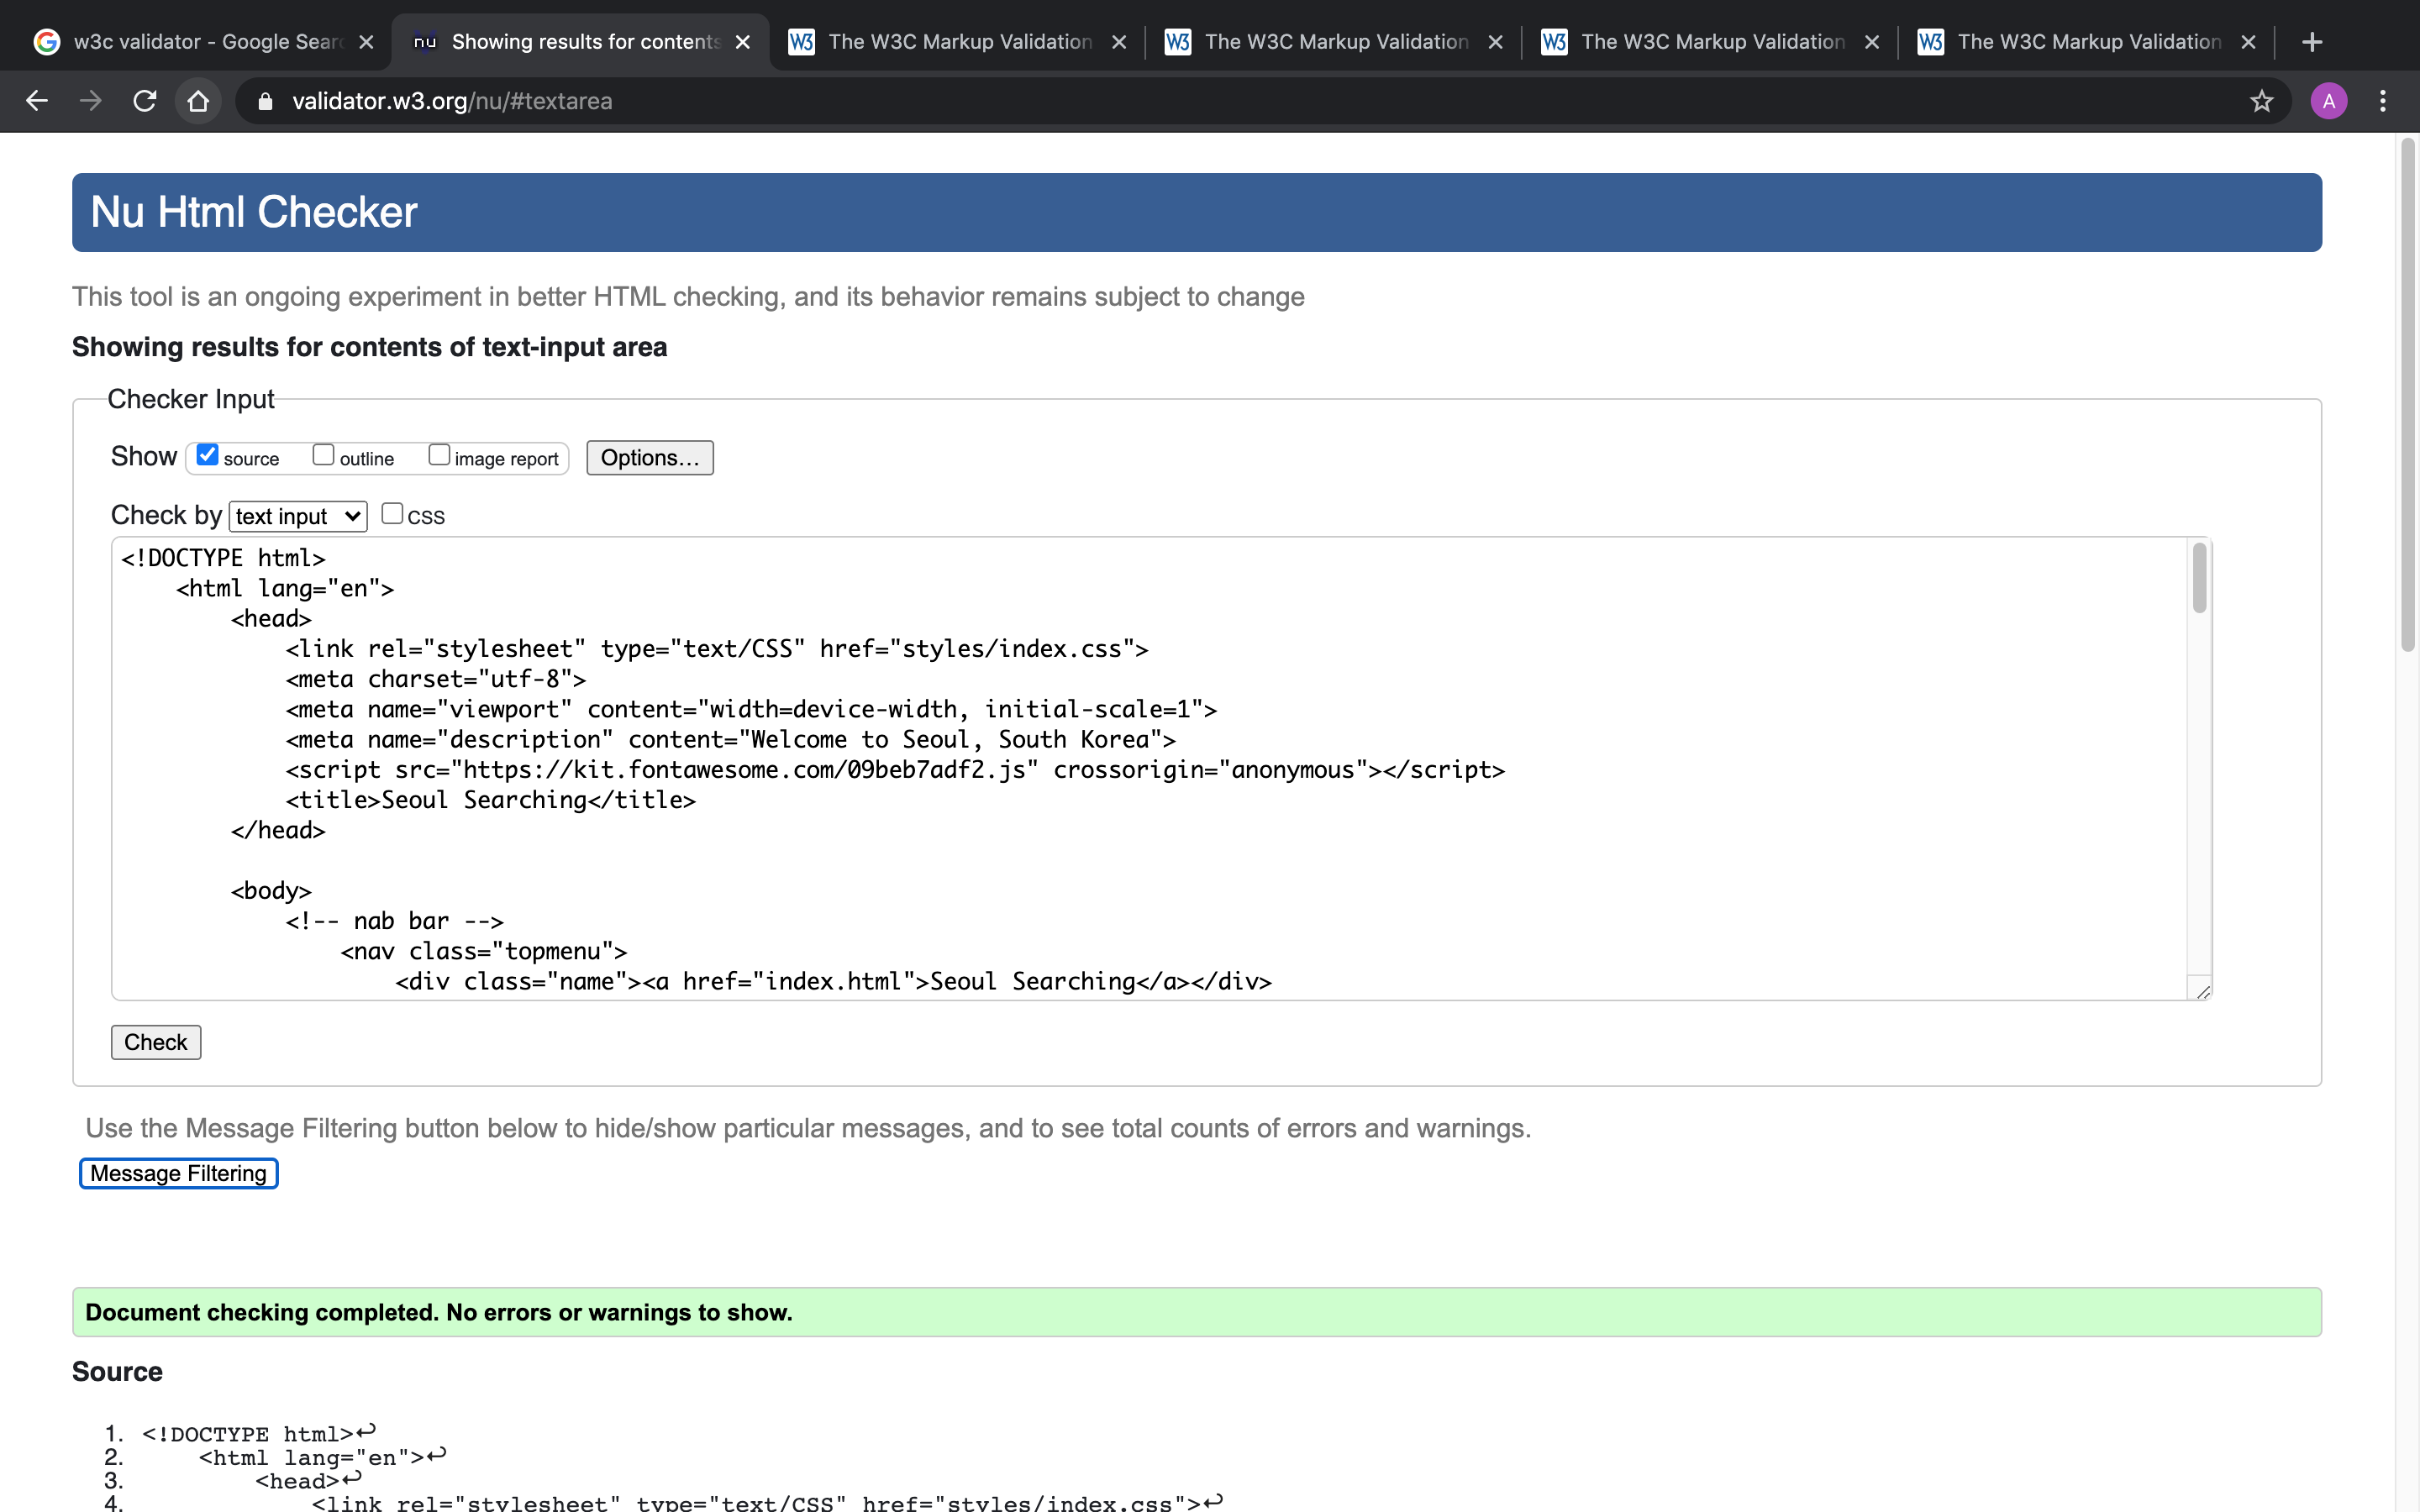 w3c validator - Google Sear
nu Showing results for contents
W3 The W3C Markup Validation
W3 The W3C Markup Validation
W3 The W3C Markup Validation
W3 The W3C Markup Validation
validator.w3.org/nu/#textarea
A
Nu Html Checker
This tool is an ongoing experiment in better HTML checking, and its behavior remains subject to change
Showing results for contents of text-input area
Checker Input
Show source outline image report Options...
Check by text input CSS
<!DOCTYPE html>
<html lang="en">
<head>
<link rel="stylesheet" type="text/CSS" href="styles/index.css">
<meta charset="utf-8">
<meta name="viewport" content="width=device-width, initial-scale=1">
<meta name="description" content="Welcome to Seoul, South Korea">
<script src="https://kit.fontawesome.com/09beb7adf2.js" crossorigin="anonymous"></script>
<title>Seoul Searching</title>
</head>
<body>
<!-- nab bar -->
<nav class="topmenu">
<div class="name"><a href="index.html">Seoul Searching</a></div>
Check
Use the Message Filtering button below to hide/show particular messages, and to see total counts of errors and warnings.
Message Filtering
Document checking completed. No errors or warnings to show.
Source
1. <!DOCTYPE html>↩
2. <html lang="en">↩
3. <head>↩
4. <link rel="stylesheet" type="text/CSS" href="styles/index.css">↩